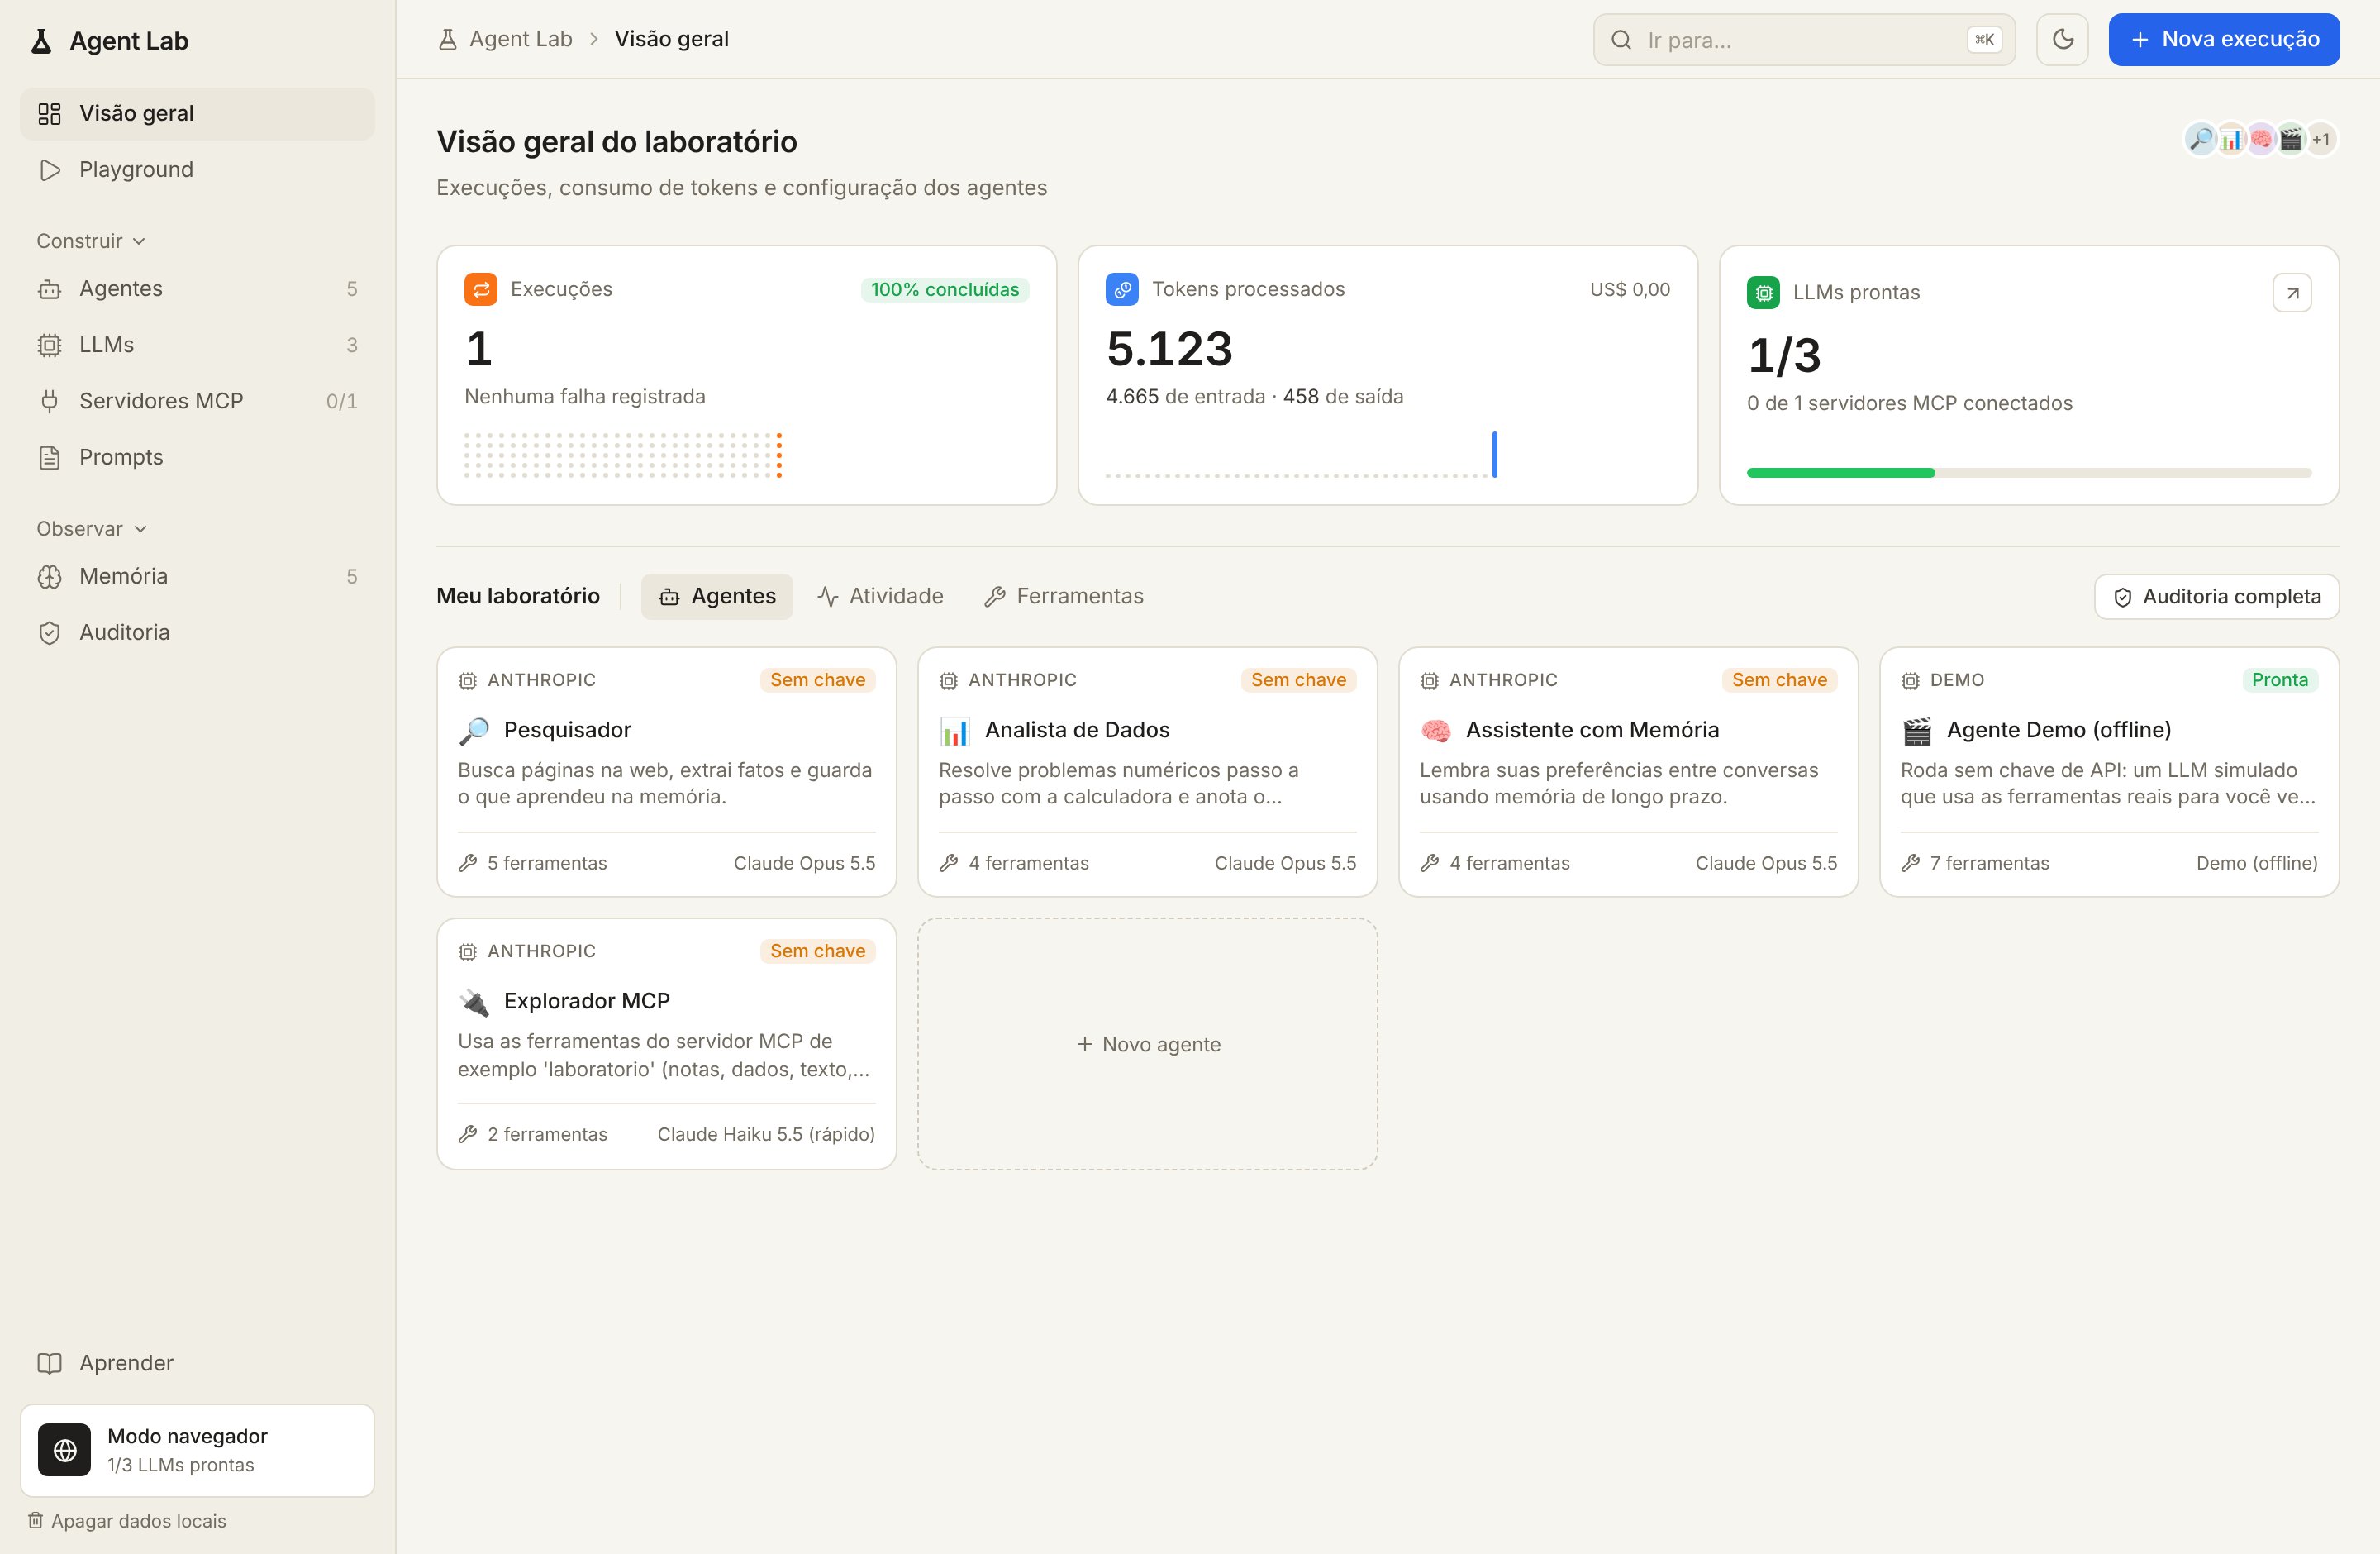 Agent Lab
Visão geral
Playground
Construir
Agentes 5
LLMs 3
Servidores MCP 0/1
Prompts
Observar
Memória 5
Auditoria
Aprender
Modo navegador
1/3 LLMs prontas
Apagar dados locais
Agent Lab > Visão geral
Ir para... ⌘K
+ Nova execução
Visão geral do laboratório
+1
Execuções, consumo de tokens e configuração dos agentes
Execuções 100% concluídas
1
Nenhuma falha registrada
Tokens processados US$ 0,00
5.123
4.665 de entrada · 458 de saída
LLMs prontas
1/3
0 de 1 servidores MCP conectados
Meu laboratório Agentes Atividade Ferramentas Auditoria completa
ANTHROPIC Sem chave
Pesquisador
Busca páginas na web, extrai fatos e guarda
o que aprendeu na memória.
5 ferramentas Claude Opus 5.5
ANTHROPIC Sem chave
Analista de Dados
Resolve problemas numéricos passo a
passo com a calculadora e anota o...
4 ferramentas Claude Opus 5.5
ANTHROPIC Sem chave
Assistente com Memória
Lembra suas preferências entre conversas
usando memória de longo prazo.
4 ferramentas Claude Opus 5.5
DEMO Pronta
Agente Demo (offline)
Roda sem chave de API: um LLM simulado
que usa as ferramentas reais para você ve...
7 ferramentas Demo (offline)
ANTHROPIC Sem chave
Explorador MCP
Usa as ferramentas do servidor MCP de
exemplo 'laboratorio' (notas, dados, texto,...
2 ferramentas Claude Haiku 5.5 (rápido)
+ Novo agente